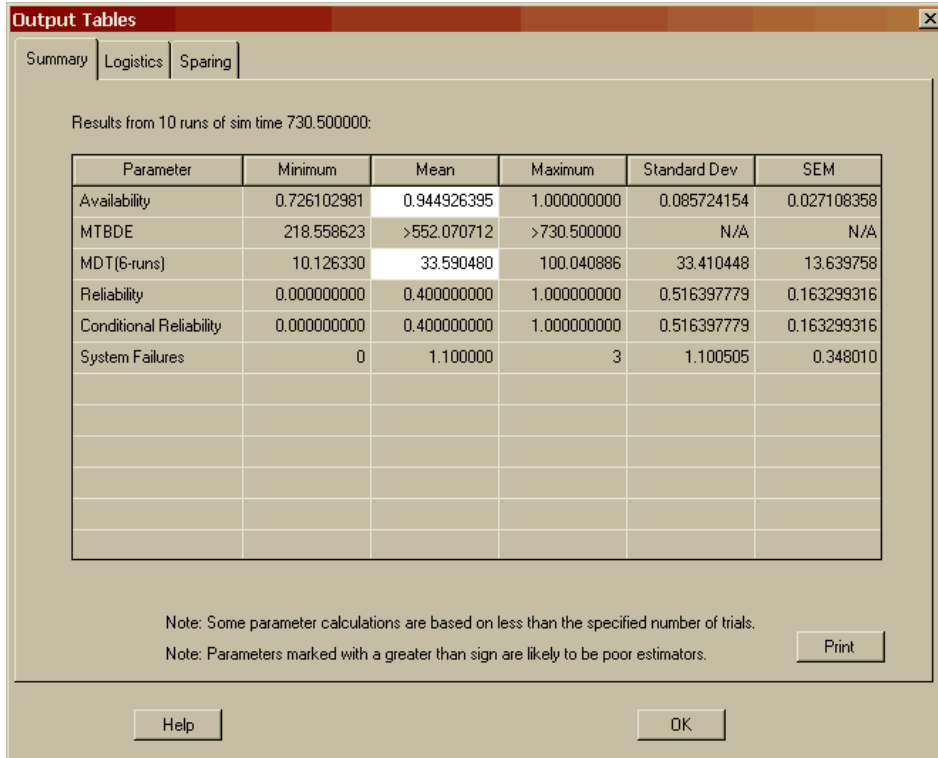 Output Tables
Summary Logistics Sparing
Results from 10 runs of sim time 730.500000:
Parameter Minimum Mean Maximum Standard Dev SEM
Availability 0.726102981 0.944926395 1.000000000 0.085724154 0.027108358
MTBDE 218.558623 >552.070712 >730.500000 N/A N/A
MDT(6-runs) 10.126330 33.590480 100.040886 33.410448 13.639758
Reliability 0.000000000 0.400000000 1.000000000 0.516397779 0.163299316
Conditional Reliability 0.000000000 0.400000000 1.000000000 0.516397779 0.163299316
System Failures 0 1.100000 3 1.100505 0.348010
Note: Some parameter calculations are based on less than the specified number of trials.
Note: Parameters marked with a greater than sign are likely to be poor estimators.
Print
Help OK